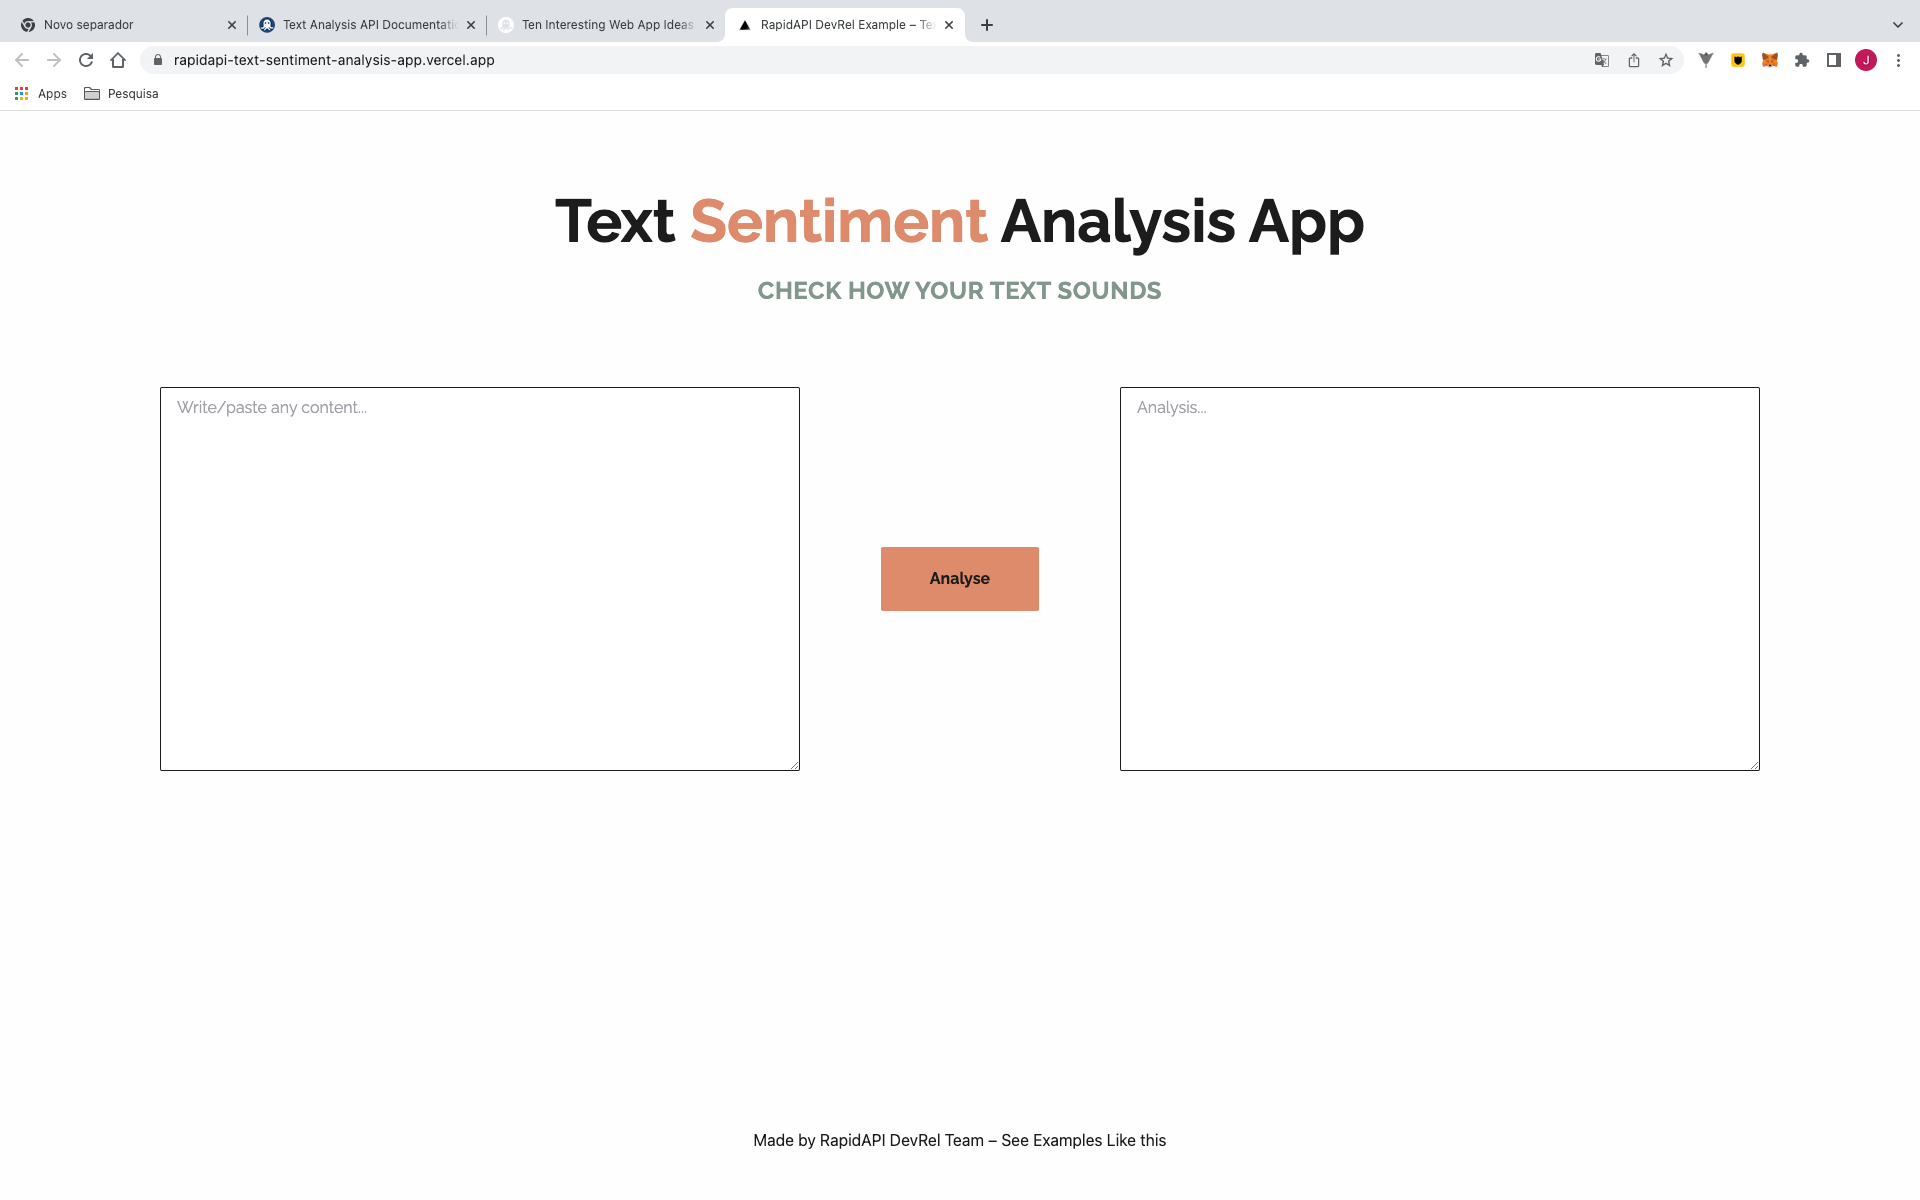 Novo separador
Text Analysis API Documentatio
Ten Interesting Web App Ideas
RapidAPI DevRel Example – Te
rapidapi-text-sentiment-analysis-app.vercel.app
J
Apps
Pesquisa
Text Sentiment Analysis App
CHECK HOW YOUR TEXT SOUNDS
Write/paste any content...
Analysis...
Analyse
Made by RapidAPI DevRel Team – See Examples Like this